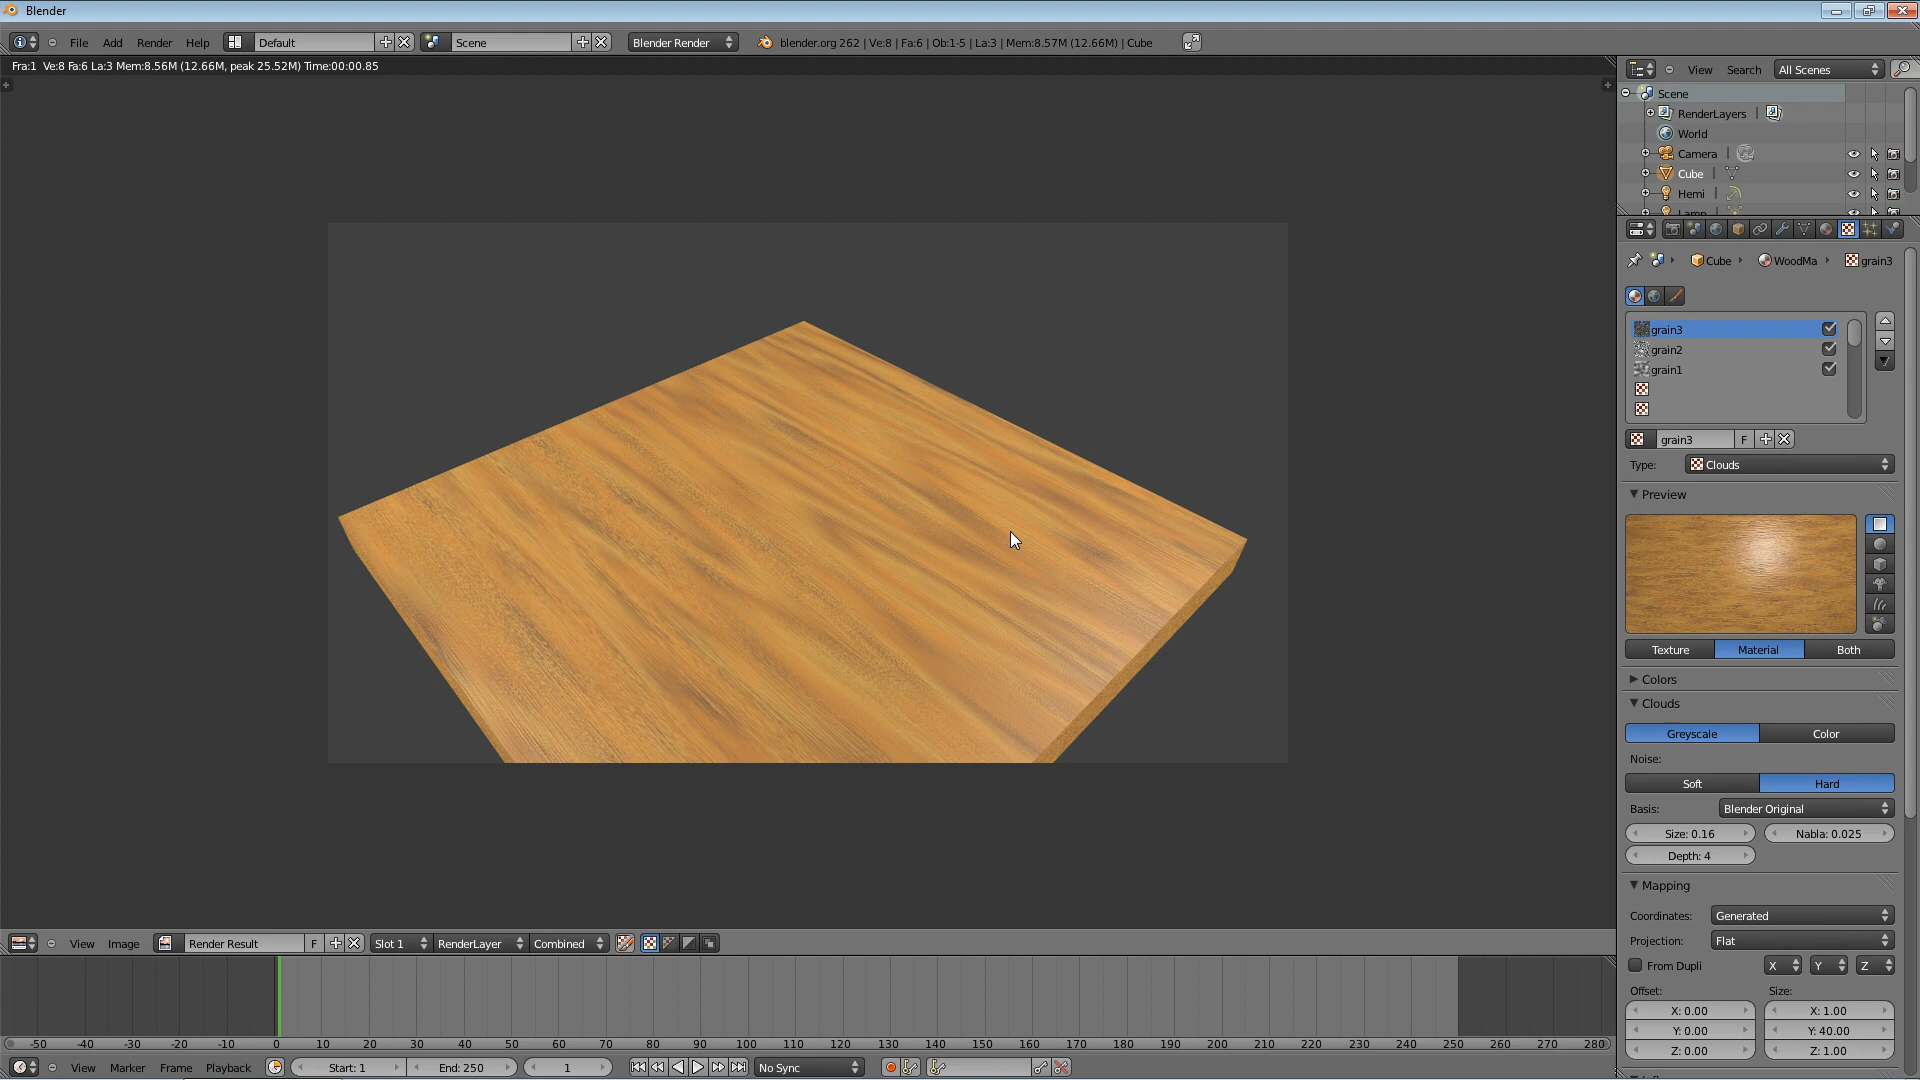 Blender
File Add Render Help Default Scene Blender Render blender.org 262 | Ve:8 | Fa:6 | Ob:1-5 | La:3 | Mem:8.57M (12.66M) | Cube
Fra:1 Ve:8 Fa:6 La:3 Mem:8.56M (12.66M, peak 25.52M) Time:00:00.85
View Search All Scenes
Scene
RenderLayers |
World
Camera |
Cube |
Hemi |
Lamp
Cube WoodMa grain3
grain3
grain2
grain1
grain3 F
Type: Clouds
Preview
Texture Material Both
Colors
Clouds
Greyscale Color
Noise:
Soft Hard
Basis: Blender Original
Size: 0.16 Nabla: 0.025
Depth: 4
Mapping
Coordinates: Generated
Projection: Flat
From Dupli X Y Z
Offset: Size:
X: 0.00 X: 1.00
Y: 0.00 Y: 40.00
Z: 0.00 Z: 1.00
View Image Render Result F Slot 1 RenderLayer Combined
-50 -40 -30 -20 -10 0 10 20 30 40 50 60 70 80 90 100 110 120 130 140 150 160 170 180 190 200 210 220 230 240 250 260 270 280
View Marker Frame Playback Start: 1 End: 250 1 No Sync